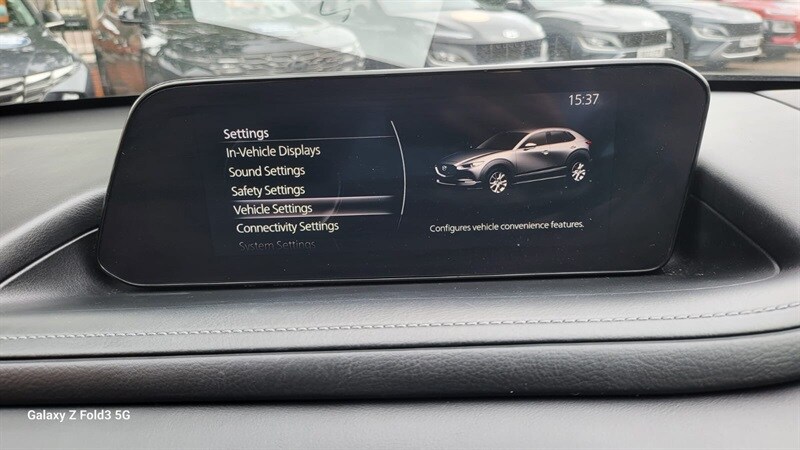 15:37
Settings
In-Vehicle Displays
Sound Settings
Safety Settings
Vehicle Settings
Connectivity Settings
System Settings
Configures vehicle convenience features.
Galaxy Z Fold3 5G